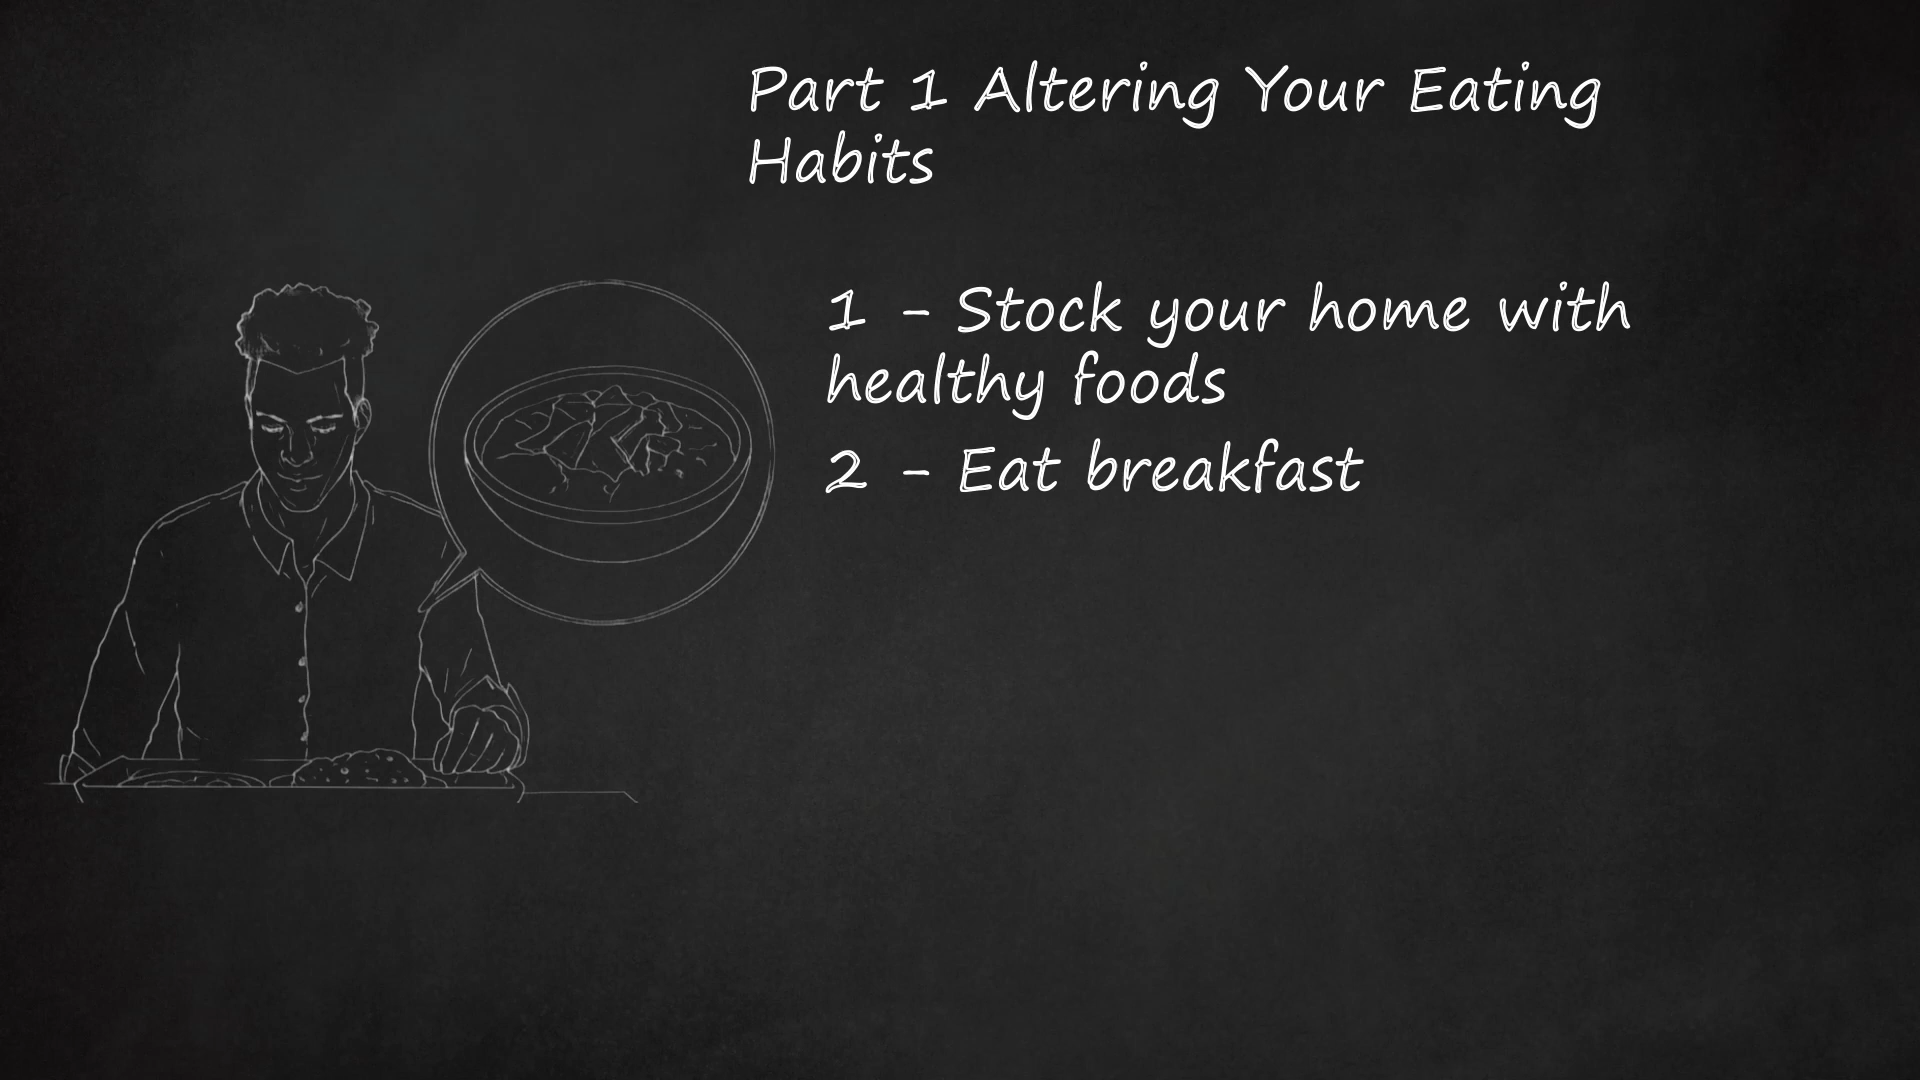 Part 1 Altering Your Eating
Habits
1 - Stock your home with
healthy foods
2 - Eat breakfast